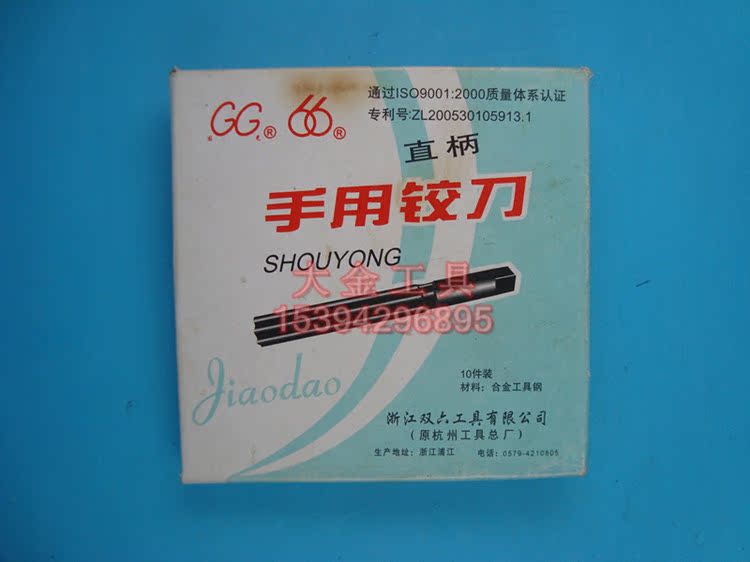 GG® 66®
通过ISO9001:2000质量体系认证
专利号:ZL200530105913.1
直柄
手用铰刀
SHOUYONG
大金工具
15394296895
Jiaodao
10件装
材料：合金工具钢
浙江双六工具有限公司
(原杭州工具总厂)
生产地址：浙江浦江 电话：0579-4210805